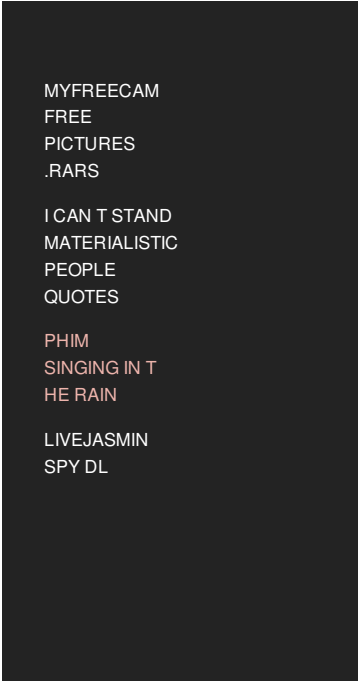 MYFREECAM
FREE
PICTURES
.RARS
I CAN T STAND
MATERIALISTIC
PEOPLE
QUOTES
PHIM
SINGING IN T
HE RAIN
LIVEJASMIN
SPY DL